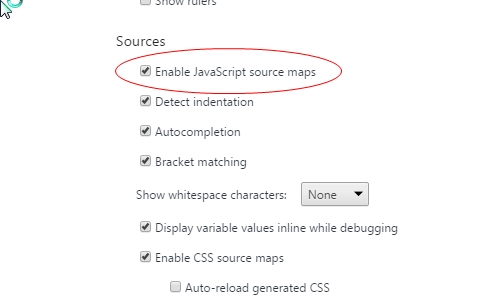 Show rulers
Sources
Enable JavaScript source maps
Detect indentation
Autocompletion
Bracket matching
Show whitespace characters: None
Display variable values inline while debugging
Enable CSS source maps
Auto-reload generated CSS